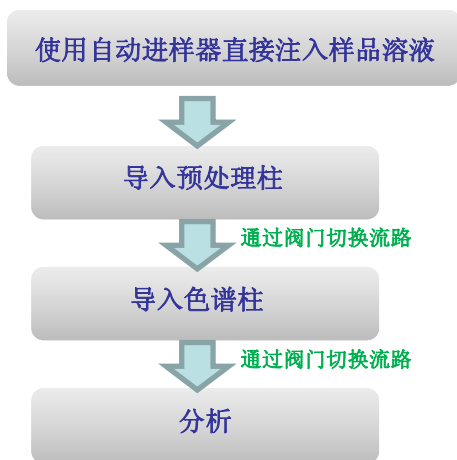 使用自动进样器直接注入样品溶液
导入预处理柱
通过阀门切换流路
导入色谱柱
通过阀门切换流路
分析